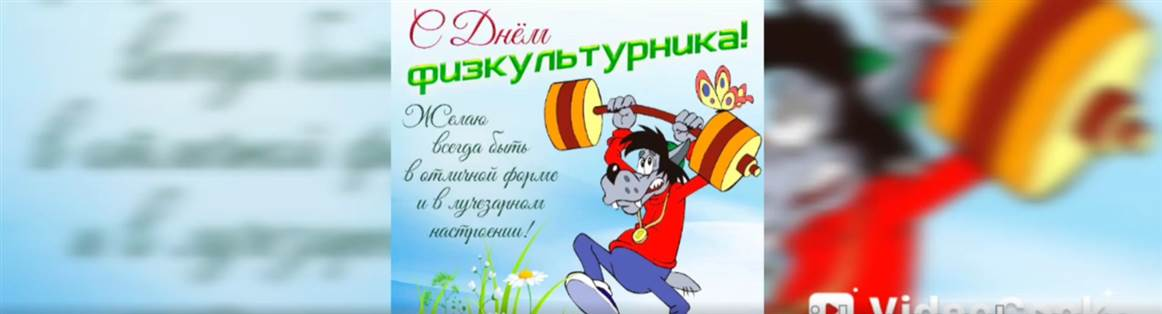 С Днём
физкультурника!
Желаю
всегда быть
в отличной форме
и в лучезарном
настроении!